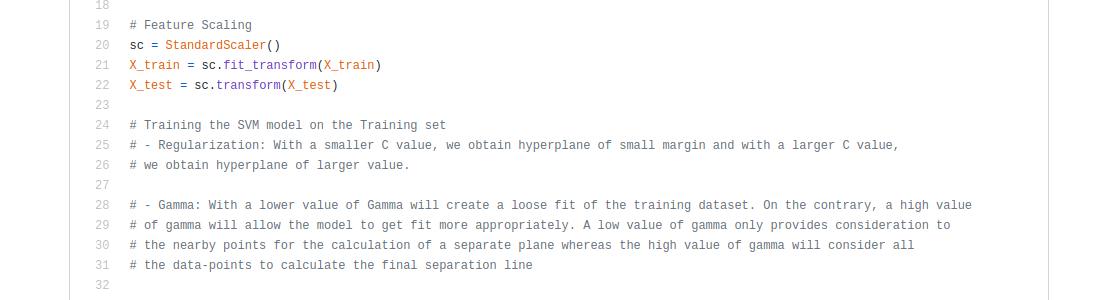 18
19 # Feature Scaling
20 sc = StandardScaler()
21 X_train = sc.fit_transform(X_train)
22 X_test = sc.transform(X_test)
23
24 # Training the SVM model on the Training set
25 # - Regularization: With a smaller C value, we obtain hyperplane of small margin and with a larger C value,
26 # we obtain hyperplane of larger value.
27
28 # - Gamma: With a lower value of Gamma will create a loose fit of the training dataset. On the contrary, a high value
29 # of gamma will allow the model to get fit more appropriately. A low value of gamma only provides consideration to
30 # the nearby points for the calculation of a separate plane whereas the high value of gamma will consider all
31 # the data-points to calculate the final separation line
32